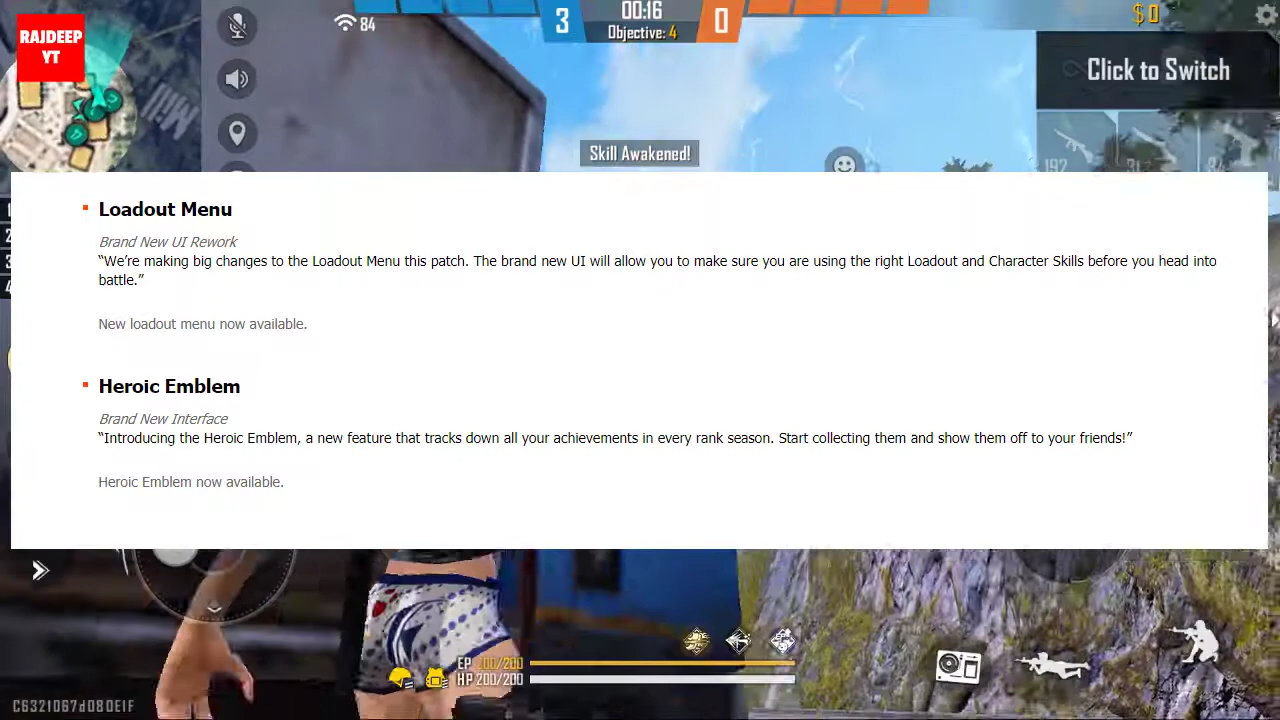 RAJDEEP
YT
84
3
00:16
Objective: 4
0
$0
Click to Switch
Skill Awakened!
192
Loadout Menu
Brand New UI Rework
“We’re making big changes to the Loadout Menu this patch. The brand new UI will allow you to make sure you are using the right Loadout and Character Skills before you head into
battle.”
New loadout menu now available.
Heroic Emblem
Brand New Interface
“Introducing the Heroic Emblem, a new feature that tracks down all your achievements in every rank season. Start collecting them and show them off to your friends!”
Heroic Emblem now available.
EP 200/200
HP 200/200